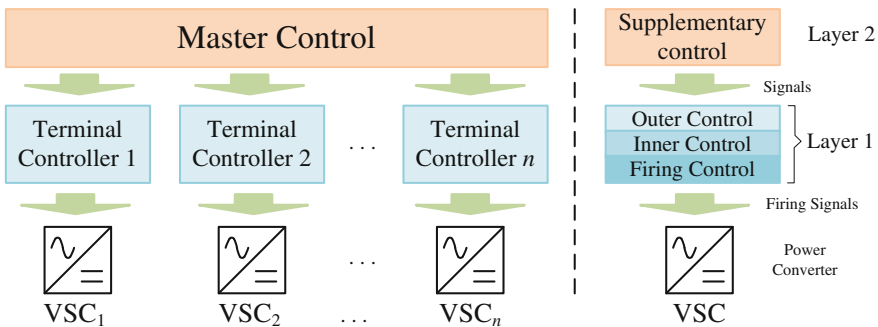 Master Control
Supplementary
control
Layer 2
Signals
Terminal
Controller 1
Terminal
Controller 2
. . .
Terminal
Controller n
Outer Control
Inner Control
Firing Control
Layer 1
Firing Signals
. . .
Power
Converter
VSC1
VSC2
. . .
VSCn
VSC